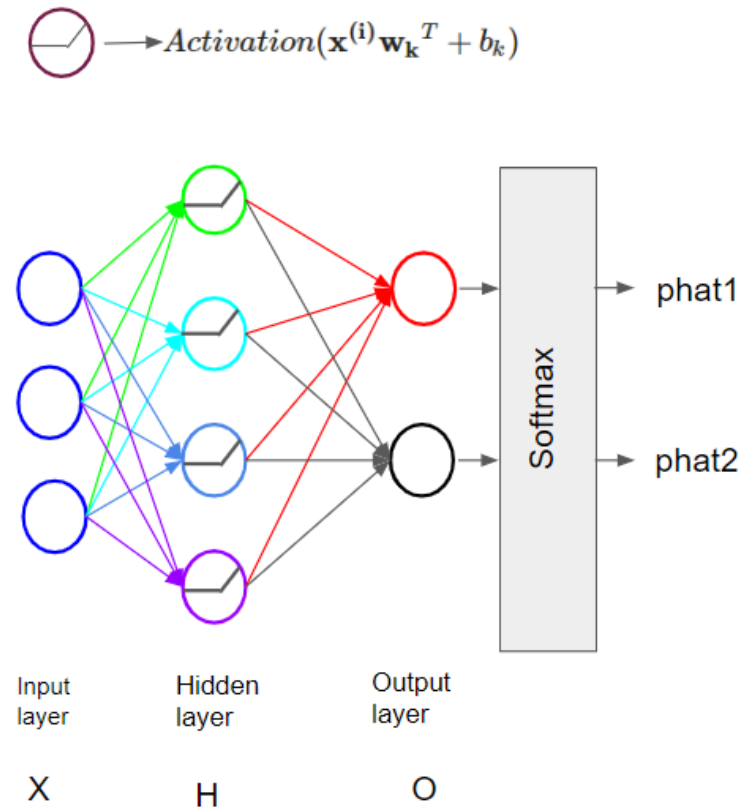 Activation(x⁽ⁱ⁾wₖᵀ + bₖ)
phat1
Softmax
phat2
Input layer
Hidden layer
Output layer
X
H
O